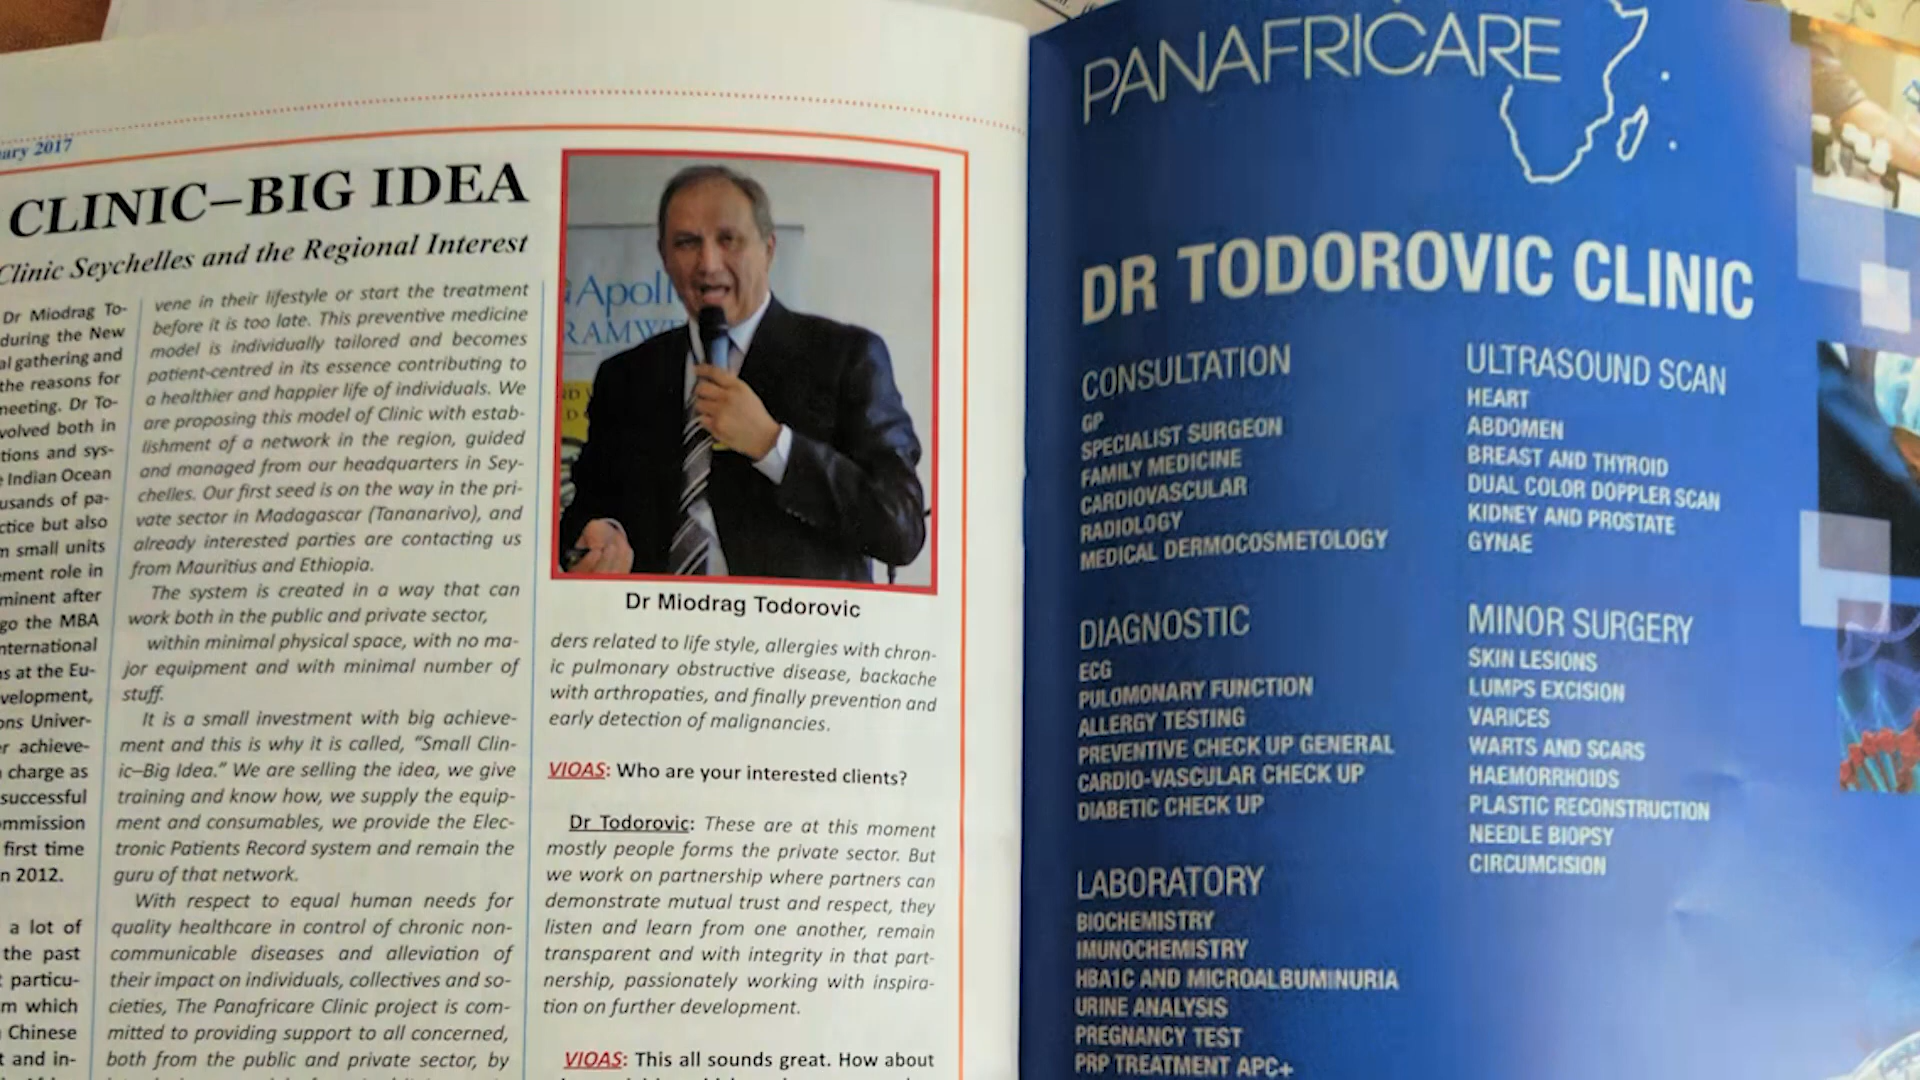 ary 2017
CLINIC–BIG IDEA
Clinic Seychelles and the Regional Interest
Dr Miodrag To-
during the New
al gathering and
the reasons for
meeting. Dr To-
volved both in
tions and sys-
Indian Ocean
usands of pa-
ctice but also
small units
ment role in
minent after
go the MBA
nternational
as at the Eu-
velopment,
ons Univer-
er achieve-
charge as
successful
mmission
first time
n 2012.
a lot of
the past
particu-
m which
Chinese
t and in-
vene in their lifestyle or start the treatment
before it is too late. This preventive medicine
model is individually tailored and becomes
patient-centred in its essence contributing to
a healthier and happier life of individuals. We
are proposing this model of Clinic with estab-
lishment of a network in the region, guided
and managed from our headquarters in Sey-
chelles. Our first seed is on the way in the pri-
vate sector in Madagascar (Tananarivo), and
already interested parties are contacting us
from Mauritius and Ethiopia.
The system is created in a way that can
work both in the public and private sector,
within minimal physical space, with no ma-
jor equipment and with minimal number of
stuff.
It is a small investment with big achieve-
ment and this is why it is called, “Small Clin-
ic–Big Idea.” We are selling the idea, we give
training and know how, we supply the equip-
ment and consumables, we provide the Elec-
tronic Patients Record system and remain the
guru of that network.
With respect to equal human needs for
quality healthcare in control of chronic non-
communicable diseases and alleviation of
their impact on individuals, collectives and so-
cieties, The Panafricare Clinic project is com-
mitted to providing support to all concerned,
both from the public and private sector, by
Apoll
RAMWE
Dr Miodrag Todorovic
ders related to life style, allergies with chron-
ic pulmonary obstructive disease, backache
with arthropaties, and finally prevention and
early detection of malignancies.
VIOAS: Who are your interested clients?
Dr Todorovic: These are at this moment
mostly people forms the private sector. But
we work on partnership where partners can
demonstrate mutual trust and respect, they
listen and learn from one another, remain
transparent and with integrity in that part-
nership, passionately working with inspira-
tion on further development.
VIOAS: This all sounds great. How about
PANAFRICARE
DR TODOROVIC CLINIC
CONSULTATION
GP
SPECIALIST SURGEON
FAMILY MEDICINE
CARDIOVASCULAR
RADIOLOGY
MEDICAL DERMOCOSMETOLOGY
DIAGNOSTIC
ECG
PULOMONARY FUNCTION
ALLERGY TESTING
PREVENTIVE CHECK UP GENERAL
CARDIO-VASCULAR CHECK UP
DIABETIC CHECK UP
LABORATORY
BIOCHEMISTRY
IMUNOCHEMISTRY
HBA1C AND MICROALBUMINURIA
URINE ANALYSIS
PREGNANCY TEST
PRP TREATMENT APC+
ULTRASOUND SCAN
HEART
ABDOMEN
BREAST AND THYROID
DUAL COLOR DOPPLER SCAN
KIDNEY AND PROSTATE
GYNAE
MINOR SURGERY
SKIN LESIONS
LUMPS EXCISION
VARICES
WARTS AND SCARS
HAEMORRHOIDS
PLASTIC RECONSTRUCTION
NEEDLE BIOPSY
CIRCUMCISION